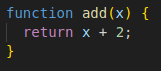 function add(x) {
  return x + 2;
}